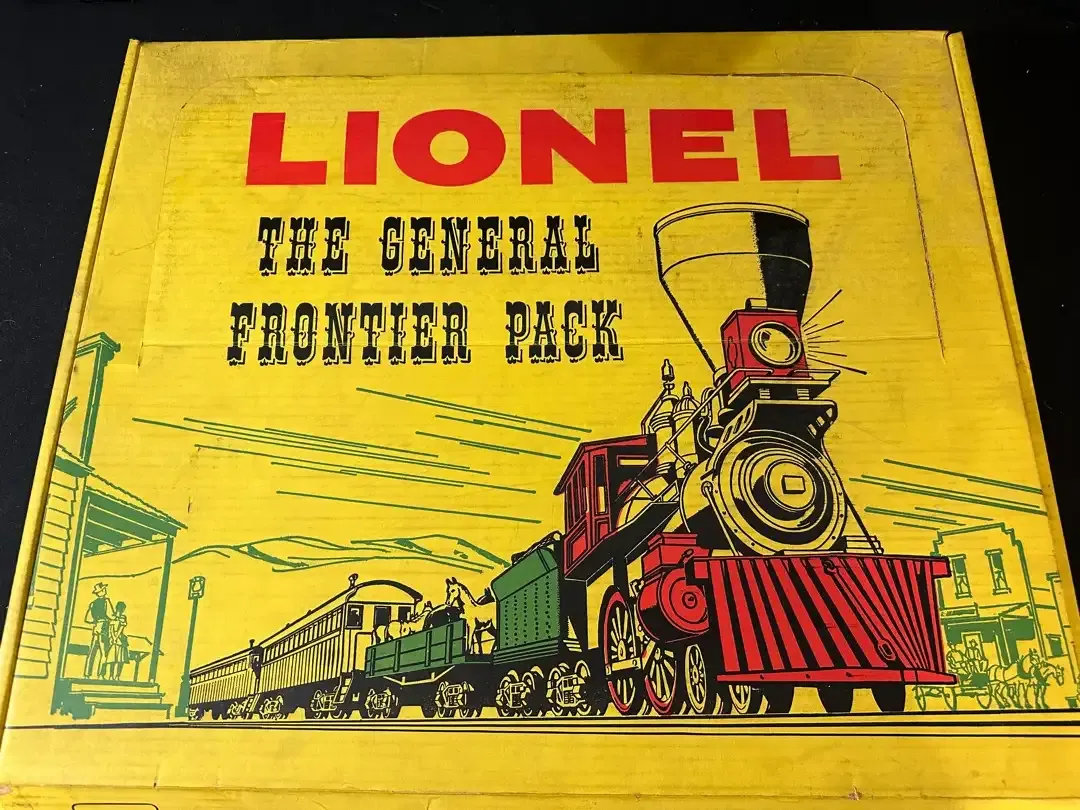 LIONEL
THE GENERAL
FRONTIER PACK